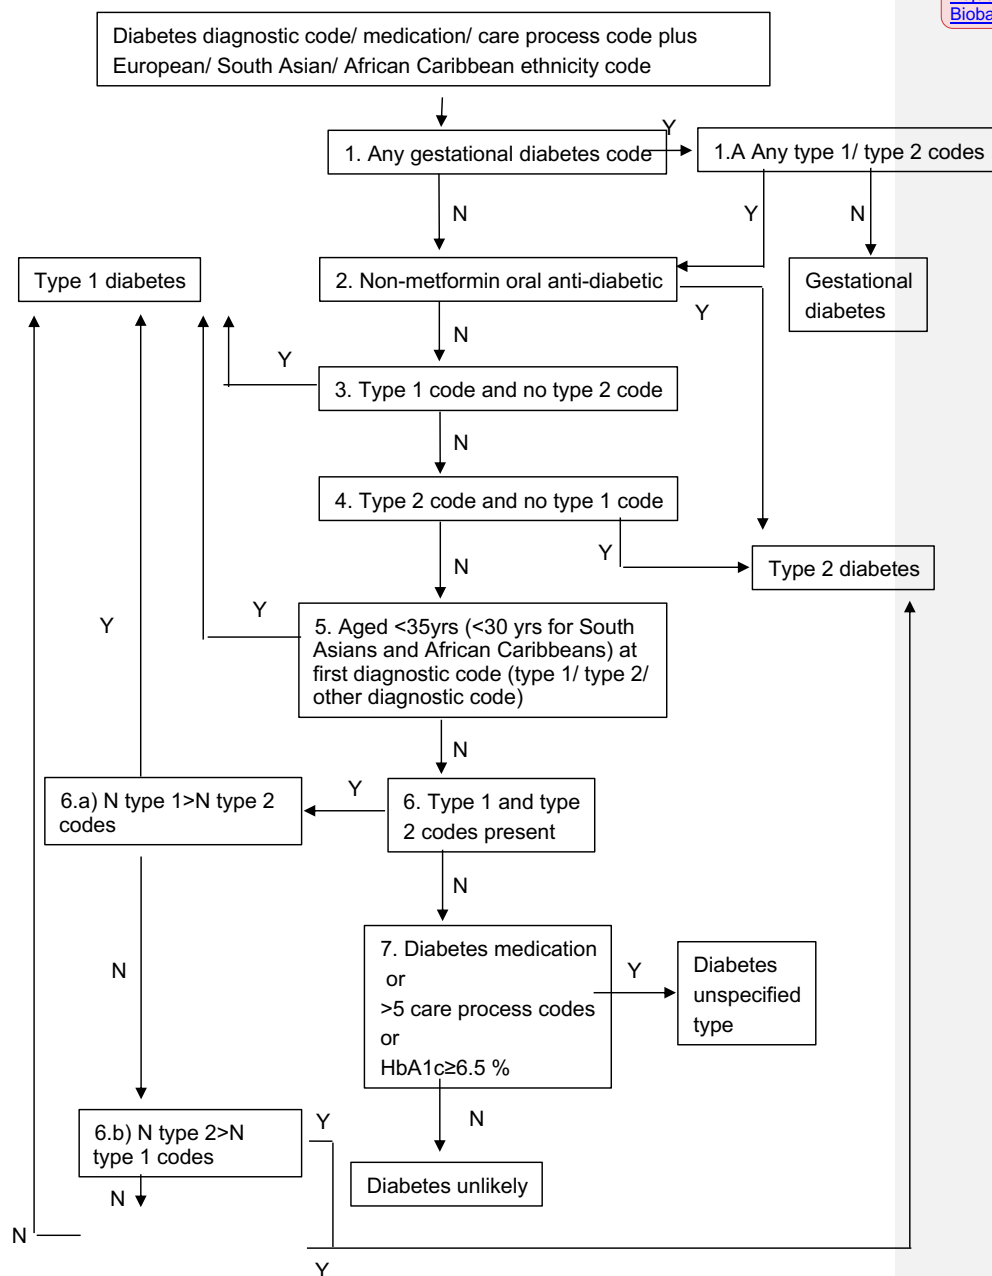 Bioba
Diabetes diagnostic code/ medication/ care process code plus
European/ South Asian/ African Caribbean ethnicity code
Y
1. Any gestational diabetes code
1.A Any type 1/ type 2 codes
N
Y
N
Type 1 diabetes
2. Non-metformin oral anti-diabetic
Gestational
diabetes
Y
N
Y
3. Type 1 code and no type 2 code
N
4. Type 2 code and no type 1 code
Y
N
Type 2 diabetes
Y
Y
5. Aged <35yrs (<30 yrs for South
Asians and African Caribbeans) at
first diagnostic code (type 1/ type 2/
other diagnostic code)
N
6.a) N type 1>N type 2
codes
Y
6. Type 1 and type
2 codes present
N
N
7. Diabetes medication
or
>5 care process codes
or
HbA1c≥6.5 %
Y
Diabetes
unspecified
type
N
6.b) N type 2>N
type 1 codes
Y
N
Diabetes unlikely
N
Y